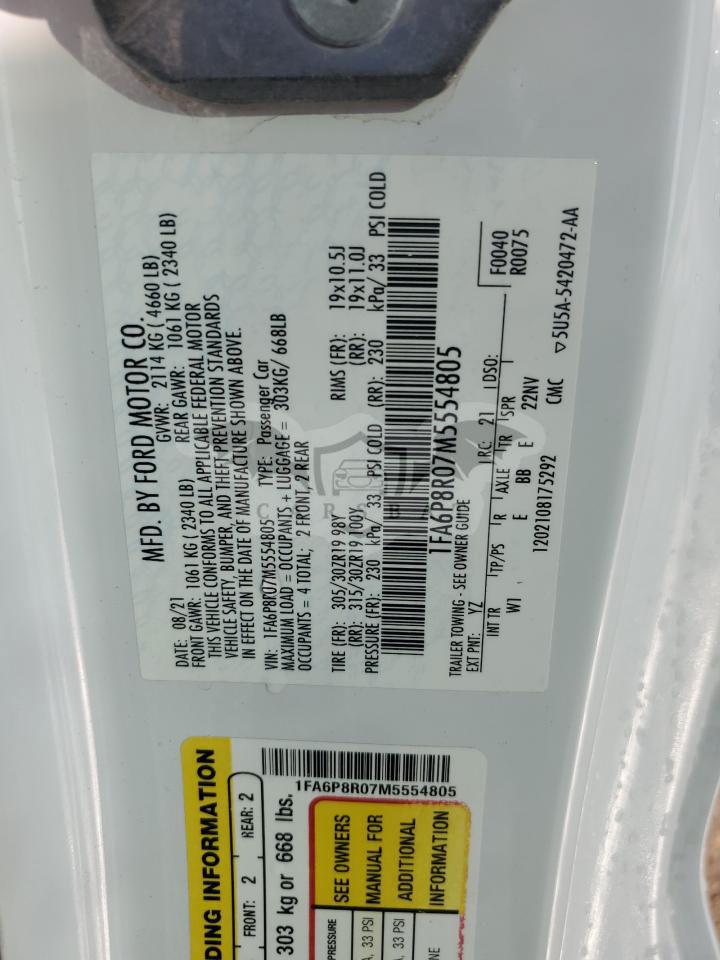 MFD. BY FORD MOTOR CO.
DATE: 08/21 GVWR: 2114 KG ( 4660 LB)
FRONT GAWR: 1061 KG (2340 LB) REAR GAWR: 1061 KG ( 2340 LB)
THIS VEHICLE CONFORMS TO ALL APPLICABLE FEDERAL MOTOR
VEHICLE SAFETY, BUMPER, AND THEFT PREVENTION STANDARDS
IN EFFECT ON THE DATE OF MANUFACTURE SHOWN ABOVE.
VIN: 1FA6P8R07M5554805 TYPE: Passenger Car
MAXIMUM LOAD = OCCUPANTS + LUGGAGE = 303KG/ 668LB
OCCUPANTS = 4 TOTAL; 2 FRONT, 2 REAR
TIRE (FR): 305/30ZR19 98Y RIMS (FR): 19x10.5J
(RR): 315/30ZR19 100Y (RR): 19x11.0J
PRESSURE (FR): 230 kPa/ 33 PSI COLD (RR): 230 kPa/ 33 PSI COLD
1FA6P8R07M5554805
TRAILER TOWING - SEE OWNER GUIDE
EXT PNT: YZ RC: 21 DSO: F0040
R0075
INT TR TP/PS R AXLE TR SPR
WI E BB E 22NV
1202108175292 CMC
▽5U5A-5420472-AA
DING INFORMATION
FRONT: 2 REAR: 2
303 kg or 668 lbs.
1FA6P8R07M5554805
PRESSURE SEE OWNERS
, 33 PSI MANUAL FOR
, 33 PSI ADDITIONAL
NE INFORMATION